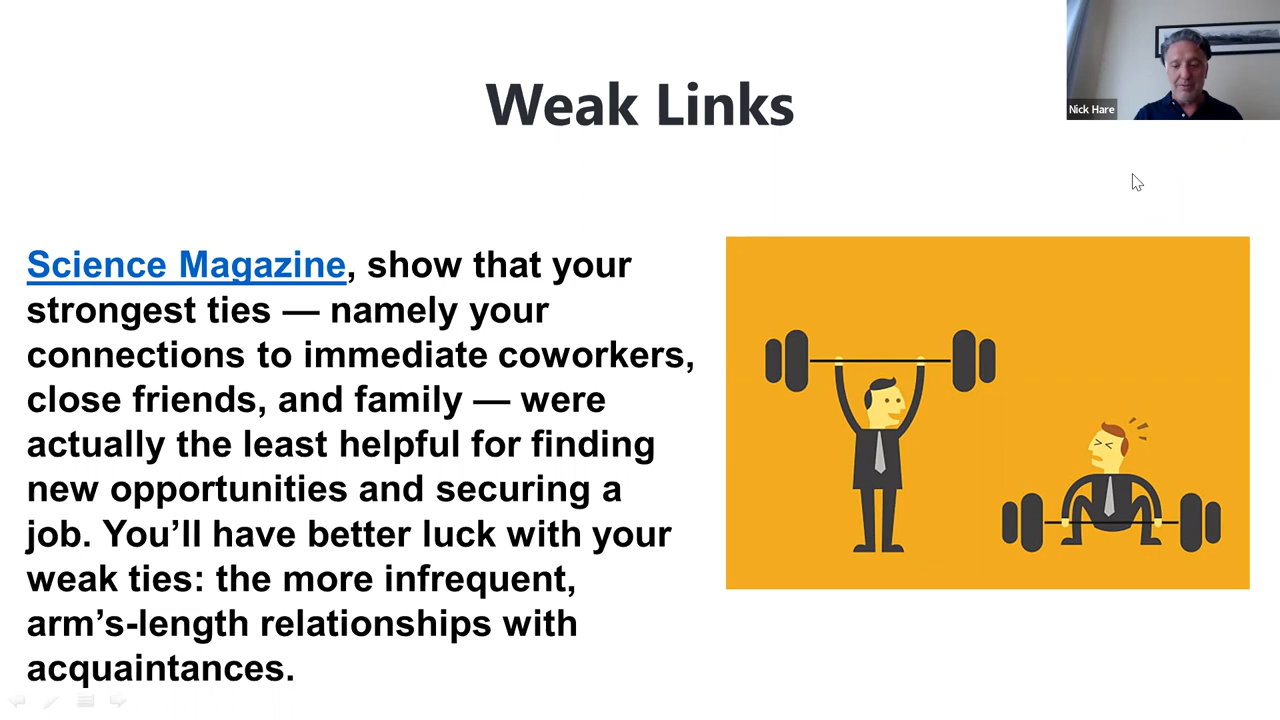 Weak Links
Nick Hare
Science Magazine, show that your
strongest ties — namely your
connections to immediate coworkers,
close friends, and family — were
actually the least helpful for finding
new opportunities and securing a
job. You’ll have better luck with your
weak ties: the more infrequent,
arm’s-length relationships with
acquaintances.